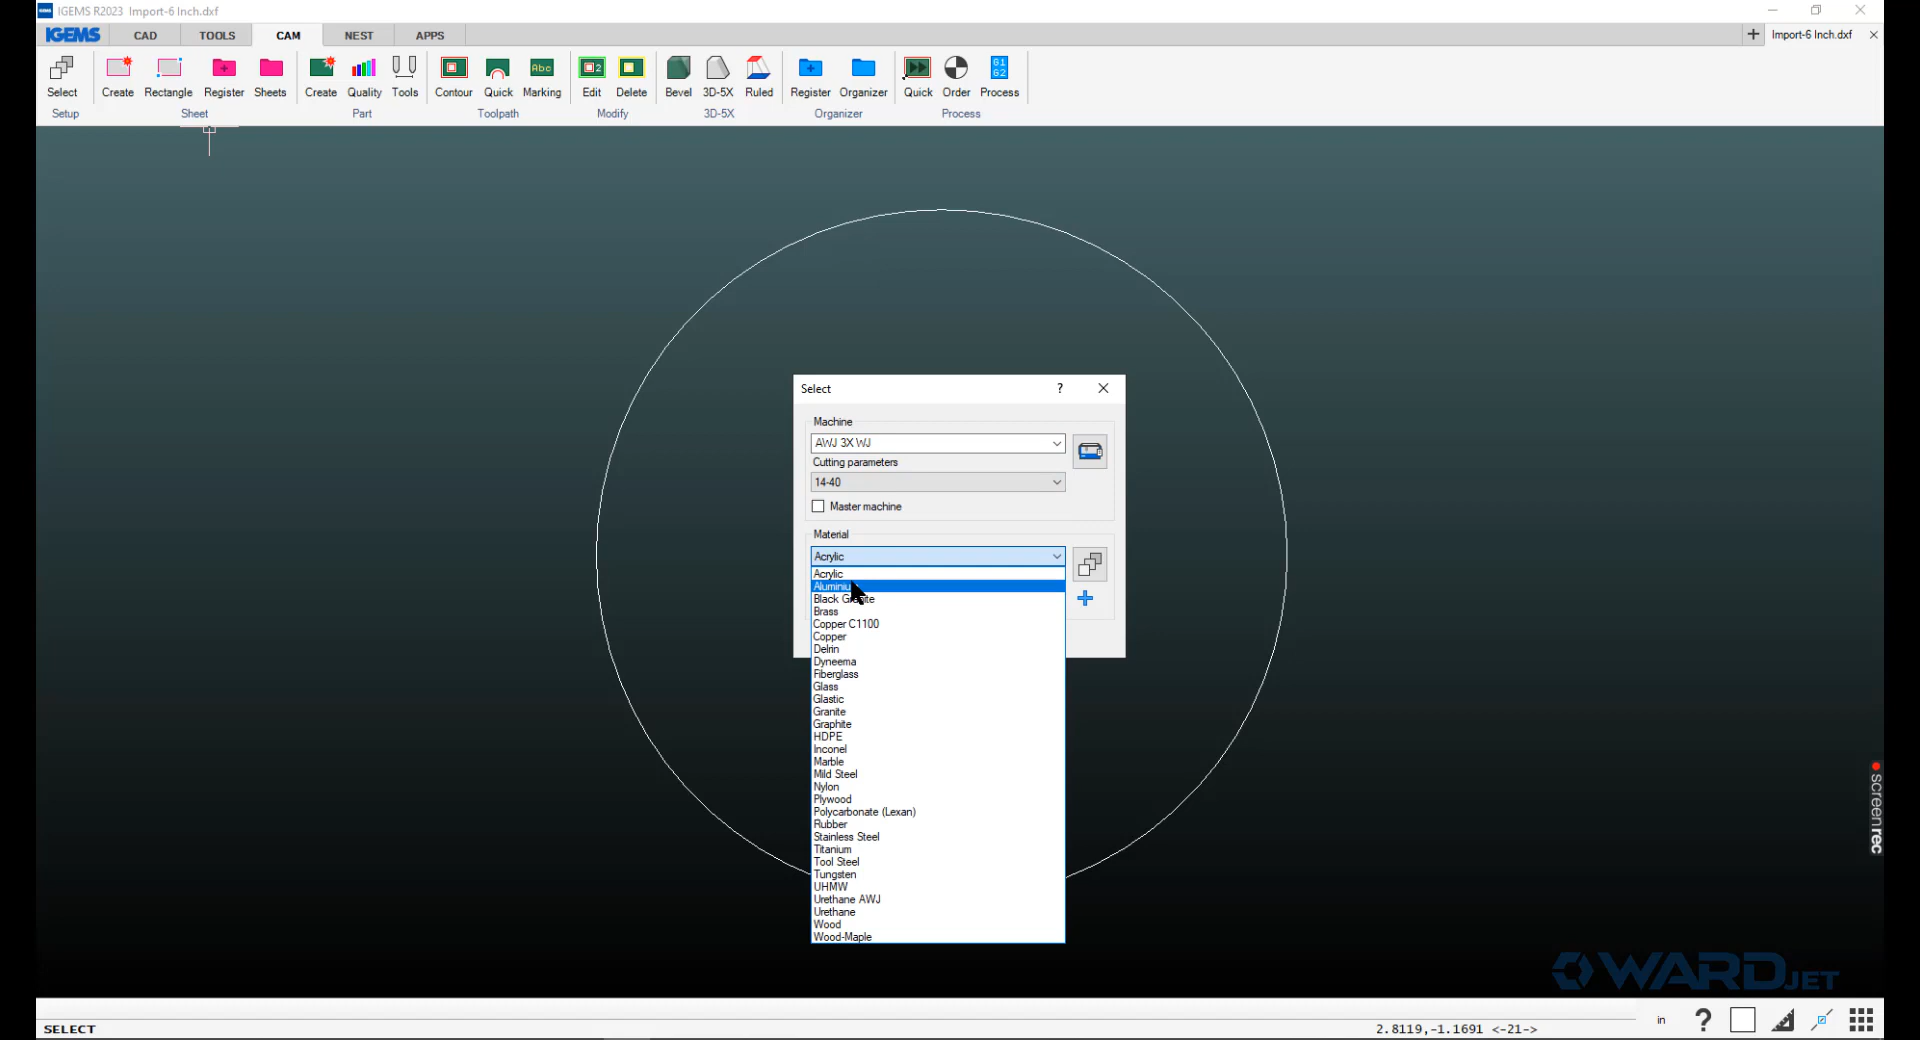 IGEMS R2023 Import-6 Inch.dxf
IGEMS CAD TOOLS CAM NEST APPS
Import-6 Inch.dxf
Select Create Rectangle Register Sheets Create Quality Tools Contour Quick Marking Edit Delete Bevel 3D-5X Ruled Register Organizer Quick Order Process
Setup Sheet Part Toolpath Modify 3D-5X Organizer Process
Select
Machine
AWJ 3X WJ
Cutting parameters
14-40
Master machine
Material
Acrylic
Acrylic
Black Granite
Brass
Copper C1100
Copper
Delrin
Dyneema
Fiberglass
Glass
Glastic
Granite
Graphite
HDPE
Inconel
Marble
Mild Steel
Nylon
Plywood
Polycarbonate (Lexan)
Rubber
Stainless Steel
Titanium
Tool Steel
Tungsten
UHMW
Urethane AWJ
Urethane
Wood
Wood-Maple
screenrec
WARDJET
SELECT
2.8119,-1.1691 <-21->
in